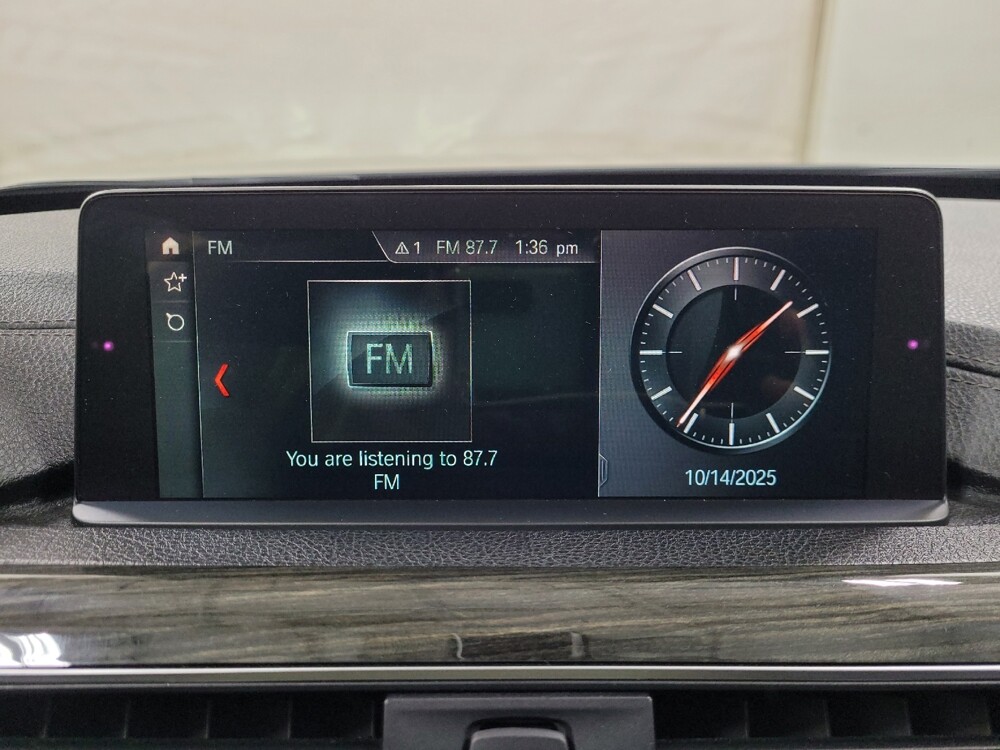 FM
1 FM 87.7 1:36 pm
FM
You are listening to 87.7
FM
10/14/2025